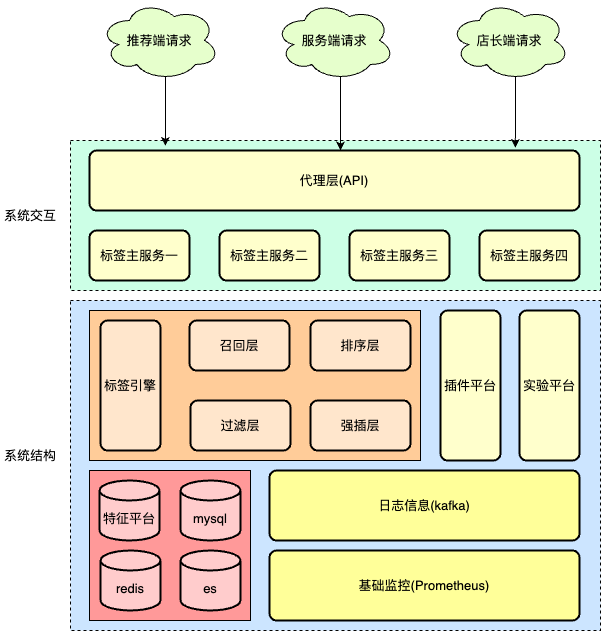 推荐端请求
服务端请求
店长端请求
系统交互
代理层(API)
标签主服务一
标签主服务二
标签主服务三
标签主服务四
系统结构
标签引擎
召回层
排序层
过滤层
强插层
插件平台
实验平台
特征平台
mysql
redis
es
日志信息(kafka)
基础监控(Prometheus)